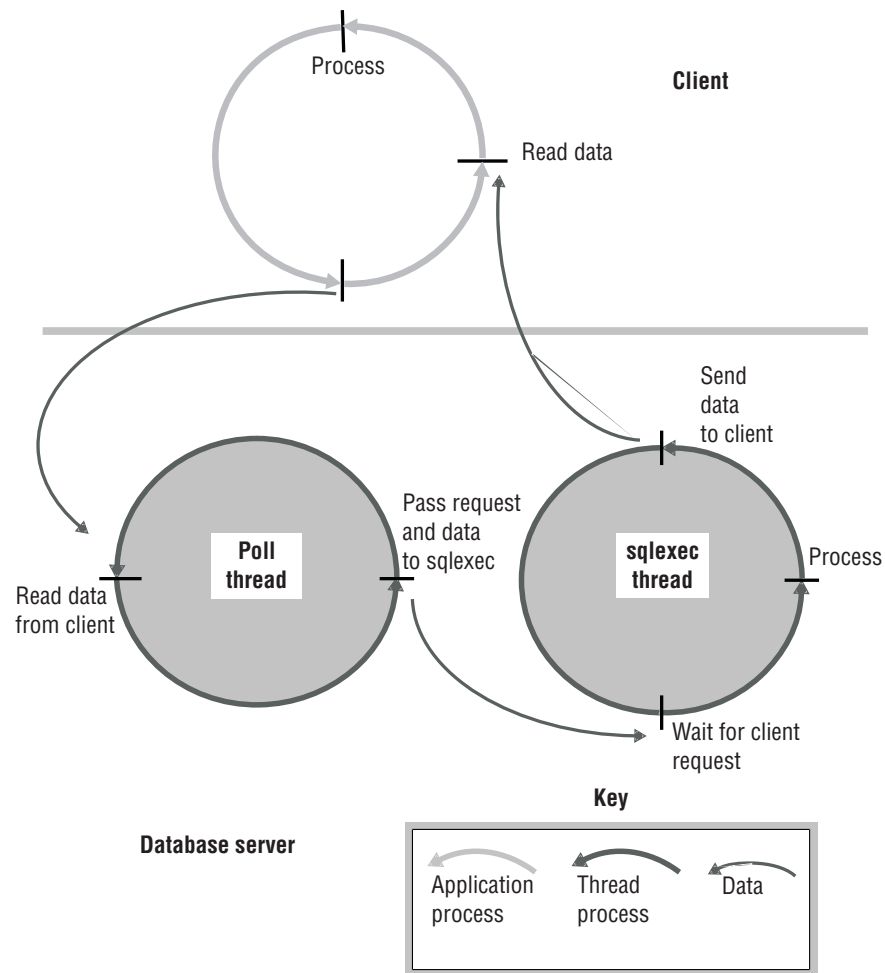 Process
Client
Read data
Send
data
to client
Pass request
and data
to sqlexec
Poll
thread
sqlexec
thread
Process
Read data
from client
Wait for client
request
Key
Database server
Application
process
Thread
process
Data